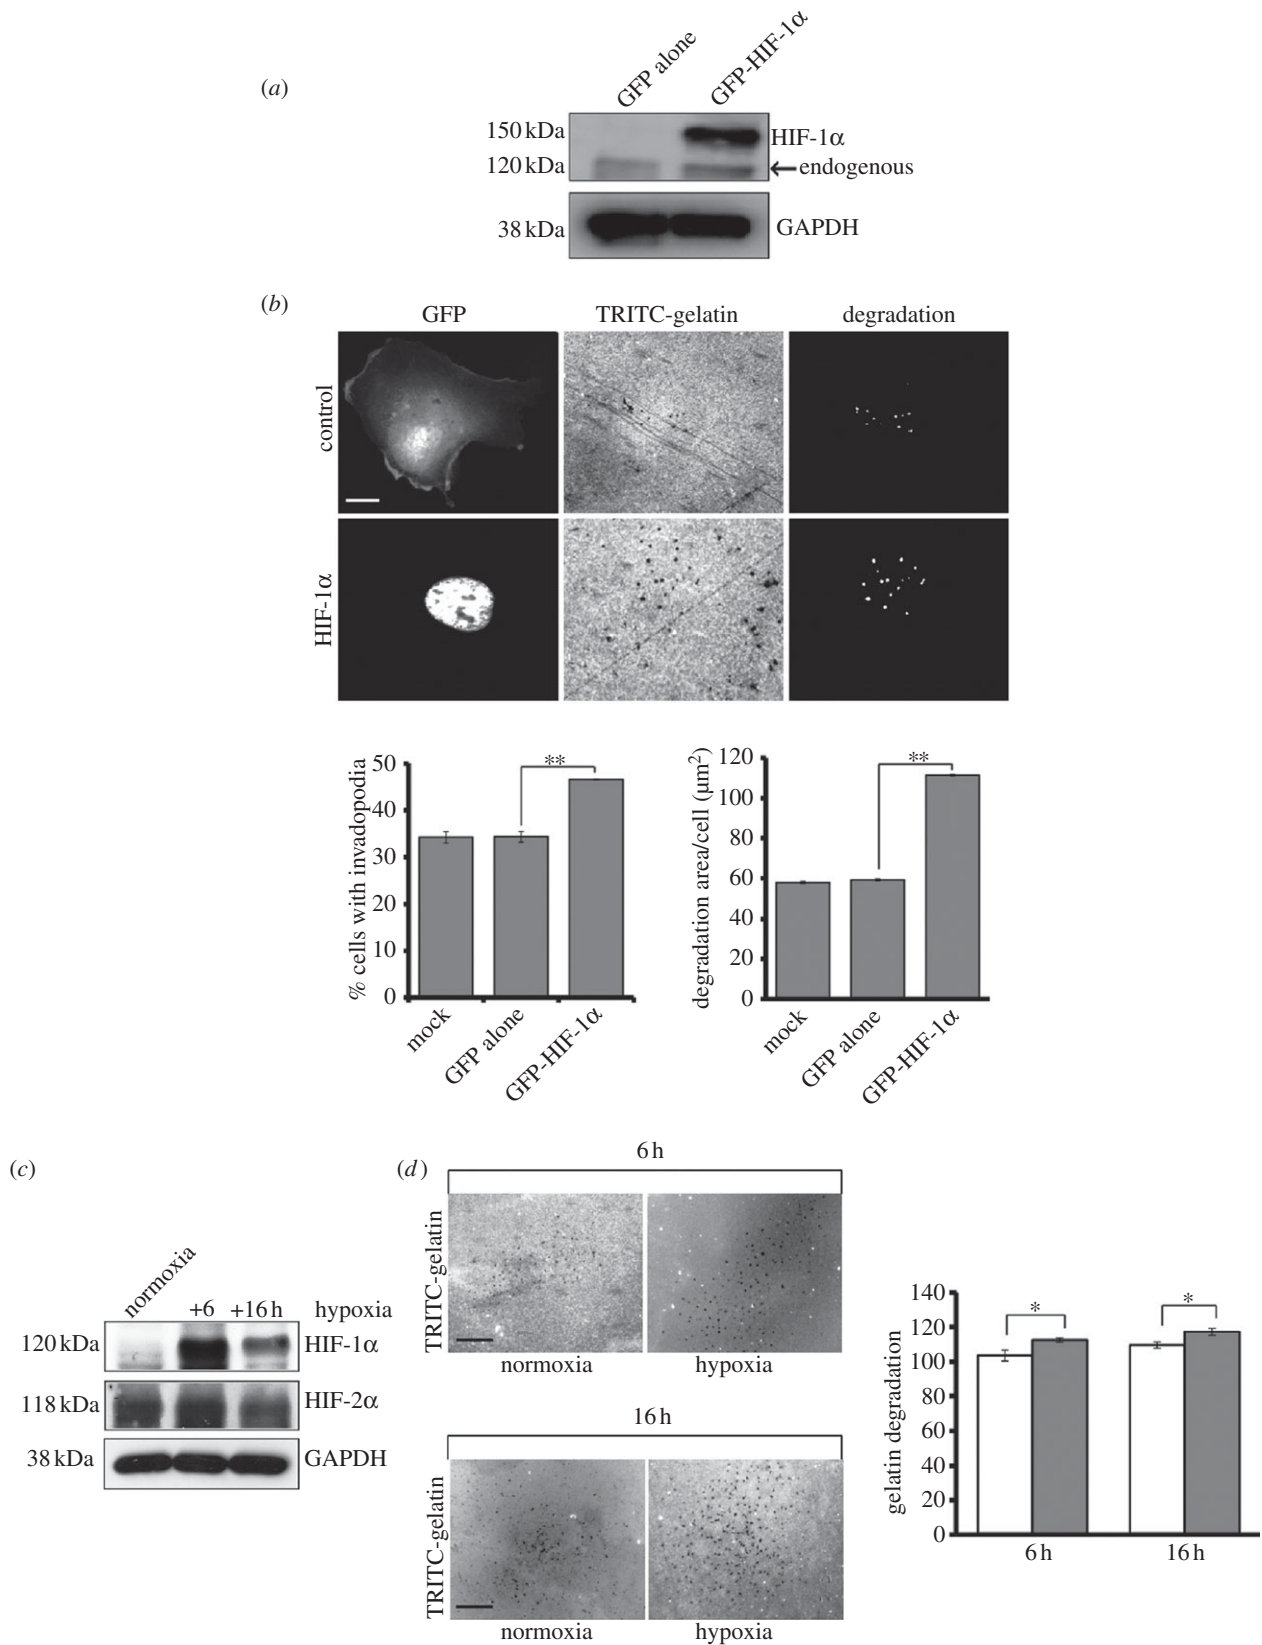 (a)
GFP alone
GFP-HIF-1α
150 kDa
HIF-1α
120 kDa
←endogenous
38 kDa
GAPDH
(b)
GFP
TRITC-gelatin
degradation
control
HIF-1α
% cells with invadopodia
50
40
30
20
10
0
**
mock
GFP alone
GFP-HIF-1α
degradation area/cell (μm²)
120
100
80
60
40
20
0
**
mock
GFP alone
GFP-HIF-1α
(c)
normoxia
+6
+16 h
hypoxia
120 kDa
HIF-1α
118 kDa
HIF-2α
38 kDa
GAPDH
(d)
6 h
TRITC-gelatin
normoxia
hypoxia
16 h
TRITC-gelatin
normoxia
hypoxia
gelatin degradation
140
120
100
80
60
40
20
0
*
*
6 h
16 h